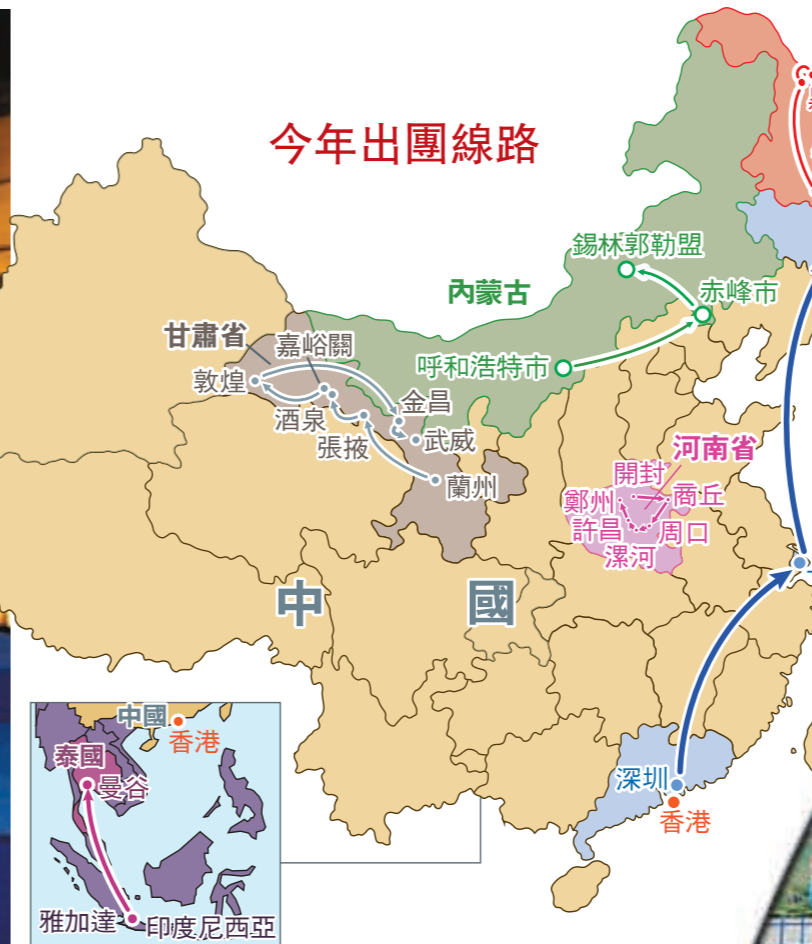 今年出團線路
錫林郭勒盟
內蒙古
赤峰市
呼和浩特市
甘肅省
嘉峪關
敦煌
酒泉
張掖
金昌
武威
蘭州
河南省
開封
鄭州
商丘
許昌
周口
漯河
中國
深圳
香港
中國
香港
泰國
曼谷
雅加達
印度尼西亞